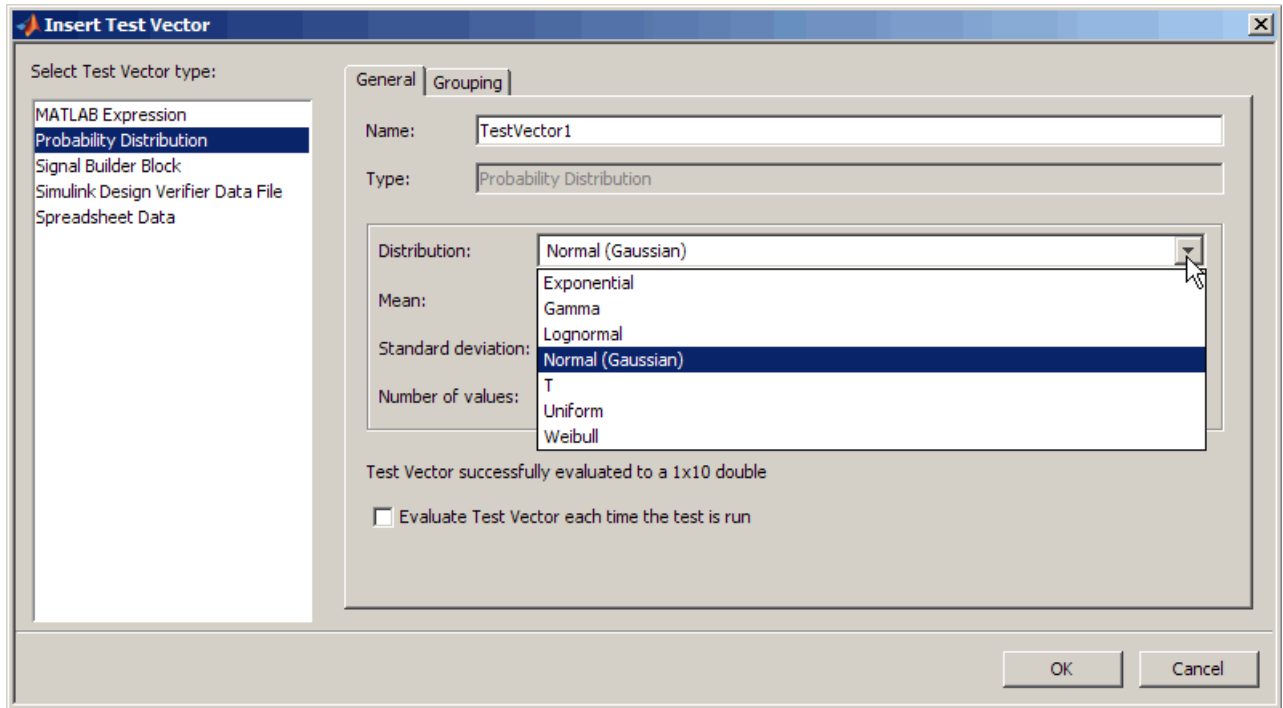 Insert Test Vector
Select Test Vector type:
MATLAB Expression
Probability Distribution
Signal Builder Block
Simulink Design Verifier Data File
Spreadsheet Data
General
Grouping
Name:
TestVector1
Type:
Probability Distribution
Distribution:
Normal (Gaussian)
Mean:
Standard deviation:
Number of values:
Exponential
Gamma
Lognormal
Normal (Gaussian)
T
Uniform
Weibull
Test Vector successfully evaluated to a 1x10 double
Evaluate Test Vector each time the test is run
OK
Cancel